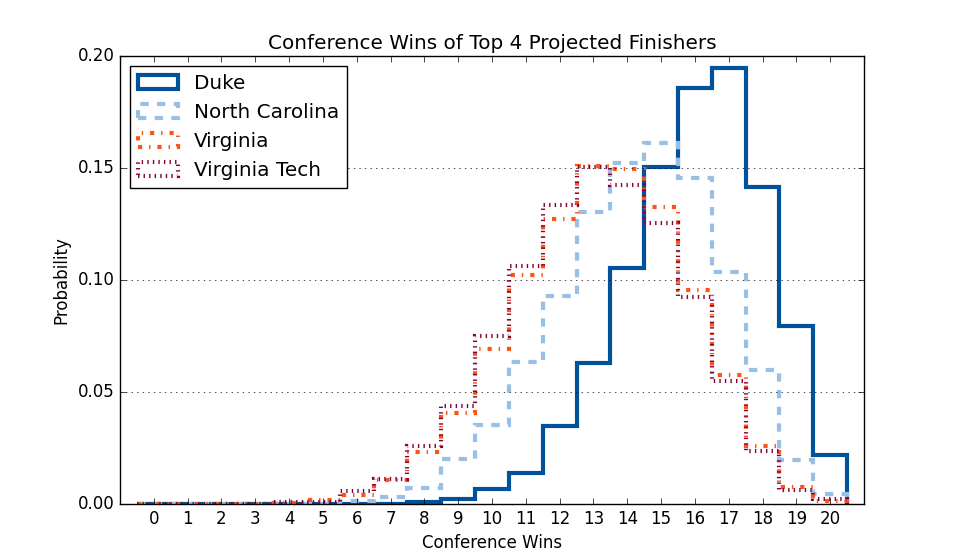 Conference Wins of Top 4 Projected Finishers
0.20
0.15
0.10
0.05
0.00
Probability
Duke
North Carolina
Virginia
Virginia Tech
0 1 2 3 4 5 6 7 8 9 10 11 12 13 14 15 16 17 18 19 20
Conference Wins